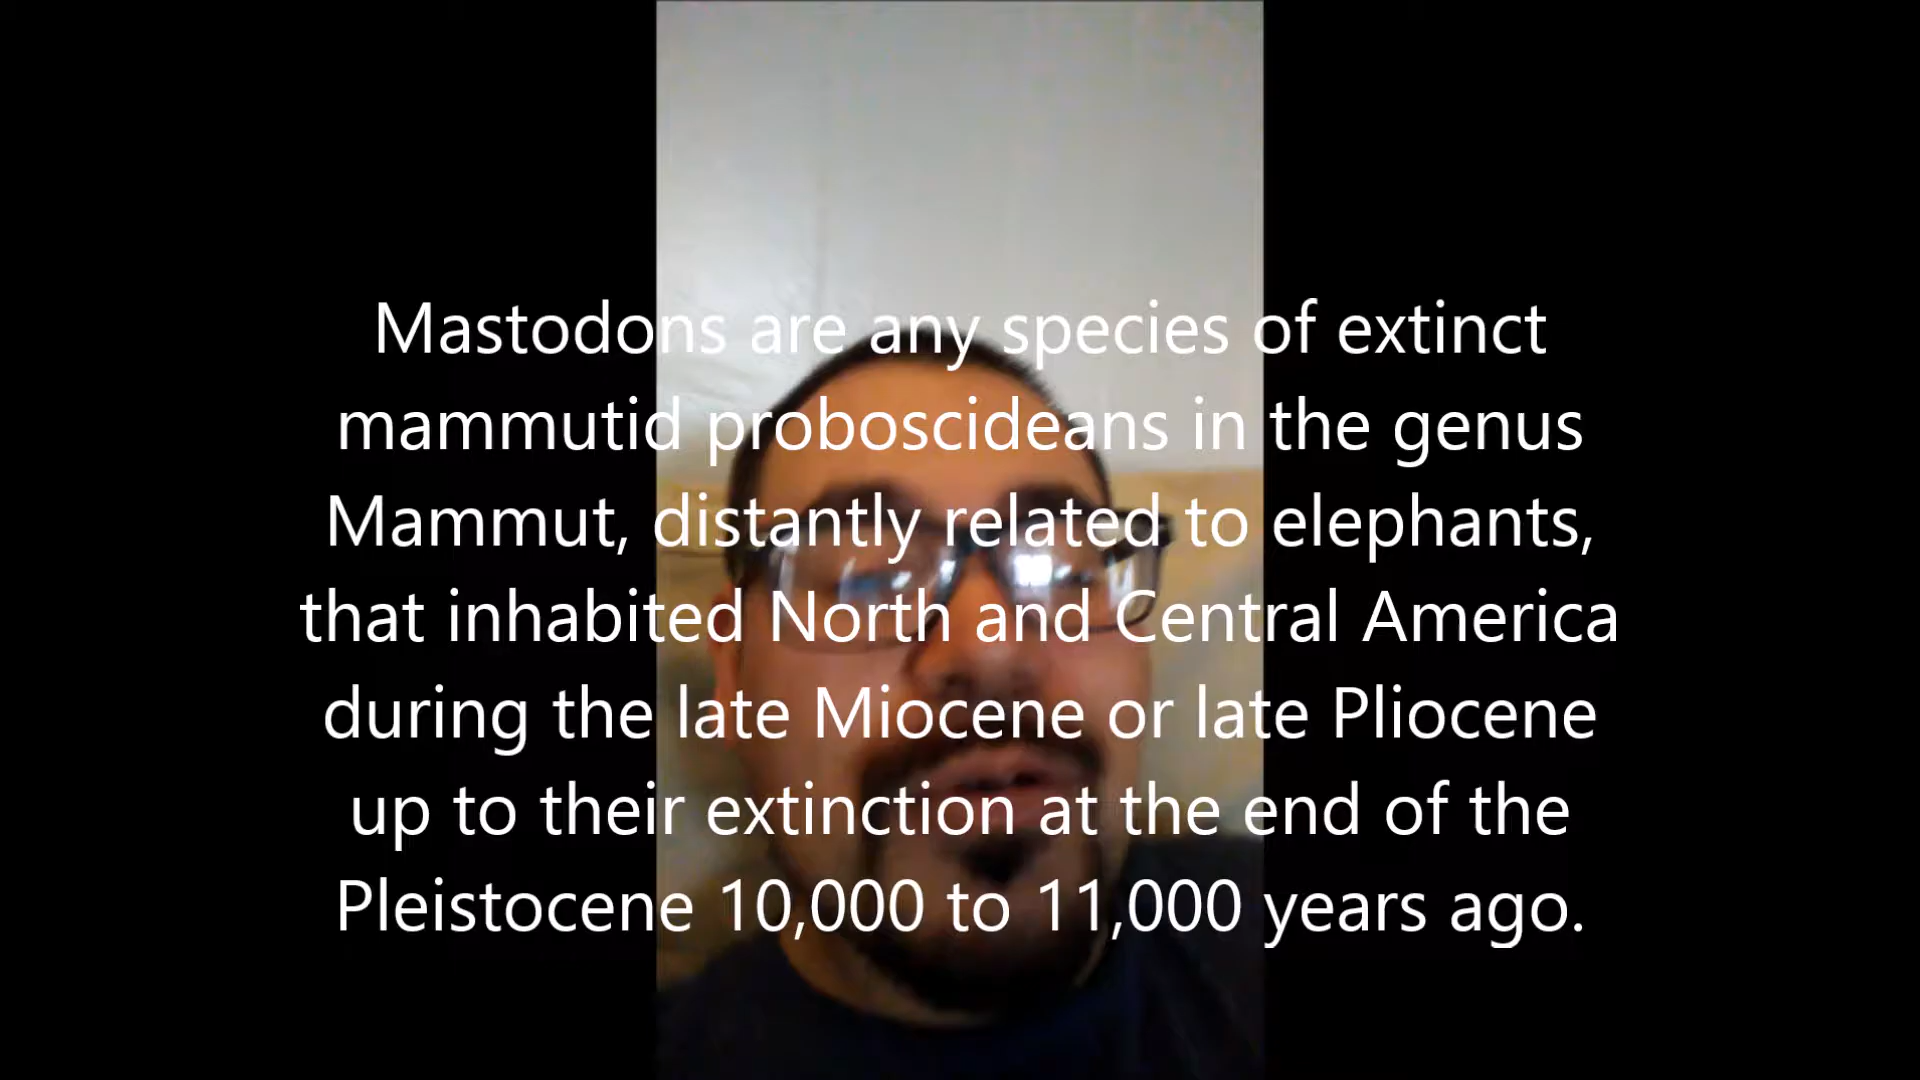 Mastodons are any species of extinct
mammutid proboscideans in the genus
Mammut, distantly related to elephants,
that inhabited North and Central America
during the late Miocene or late Pliocene
up to their extinction at the end of the
Pleistocene 10,000 to 11,000 years ago.